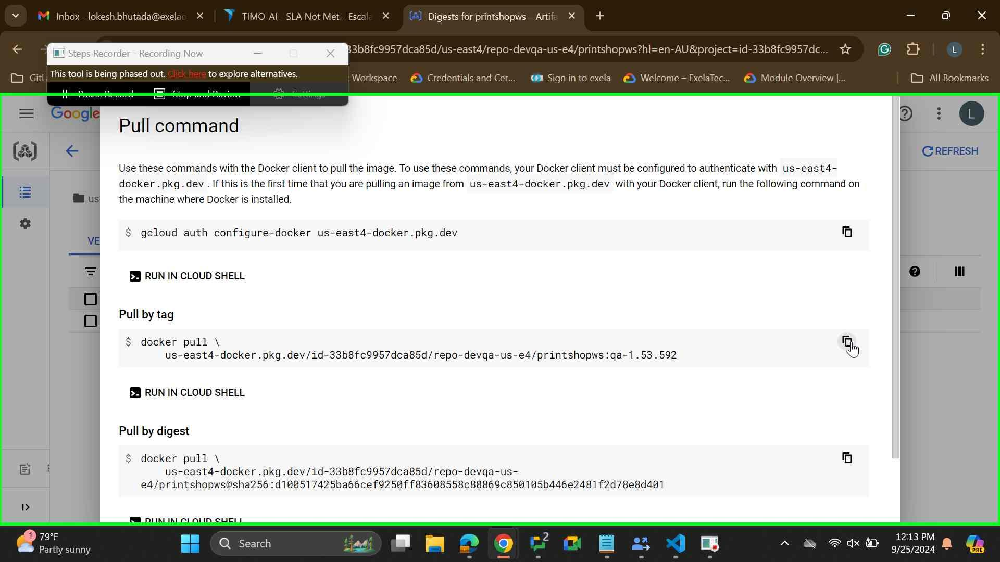 Inbox - lokesh.bhutada@exelao
TIMO-AI - SLA Not Met - Escala
Digests for printshopws – Artifa
Steps Recorder - Recording Now
33b8fc9957dca85d/us-east4/repo-devqa-us-e4/printshopws?hl=en-AU&project=id-33b8fc9957dc...
L
This tool is being phased out. Click here to explore alternatives.
GitL
Workspace
Credentials and Cer...
Sign in to exela
Welcome – ExelaTec...
Module Overview |...
All Bookmarks
Pause Record
Stop and Review
Settings
Google
L
Pull command
REFRESH
Use these commands with the Docker client to pull the image. To use these commands, your Docker client must be configured to authenticate with us-east4-
docker.pkg.dev . If this is the first time that you are pulling an image from us-east4-docker.pkg.dev with your Docker client, run the following command on
us-
the machine where Docker is installed.
$ gcloud auth configure-docker us-east4-docker.pkg.dev
VE
RUN IN CLOUD SHELL
Pull by tag
$ docker pull \
us-east4-docker.pkg.dev/id-33b8fc9957dca85d/repo-devqa-us-e4/printshopws:qa-1.53.592
RUN IN CLOUD SHELL
Pull by digest
$ docker pull \
us-east4-docker.pkg.dev/id-33b8fc9957dca85d/repo-devqa-us-
e4/printshopws@sha256:d100517425ba66cef9250ff83608558c88869c850105b446e2481f2d78e8d401
RUN IN CLOUD SHELL
1
79°F
Partly sunny
Search
2
PRE
12:13 PM
9/25/2024